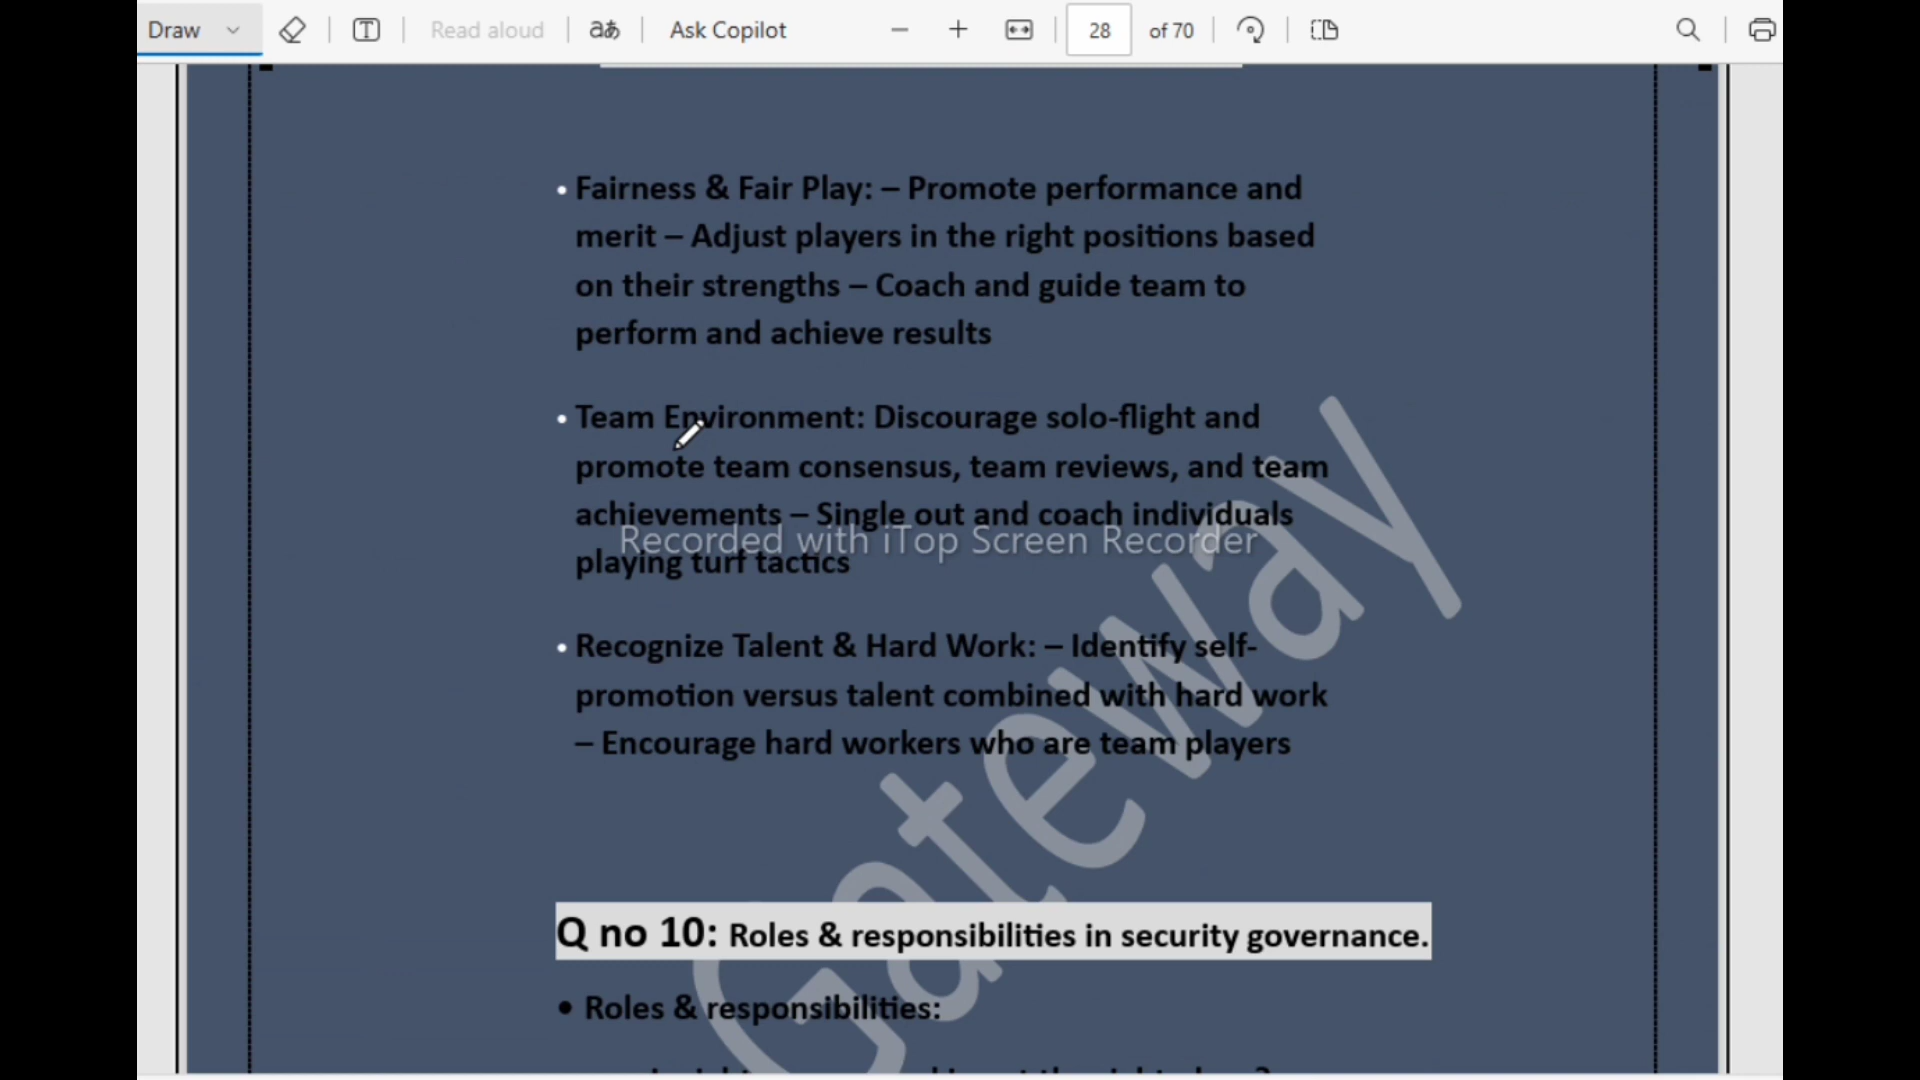 Draw
Read aloud
aあ
Ask Copilot
28
of 70
• Fairness & Fair Play: – Promote performance and
merit – Adjust players in the right positions based
on their strengths – Coach and guide team to
perform and achieve results
• Team Environment: Discourage solo-flight and
promote team consensus, team reviews, and team
achievements – Single out and coach individuals
Recorded with iTop Screen Recorder
playing turf tactics
• Recognize Talent & Hard Work: – Identify self-
promotion versus talent combined with hard work
– Encourage hard workers who are team players
Gateway
Q no 10: Roles & responsibilities in security governance.
• Roles & responsibilities: